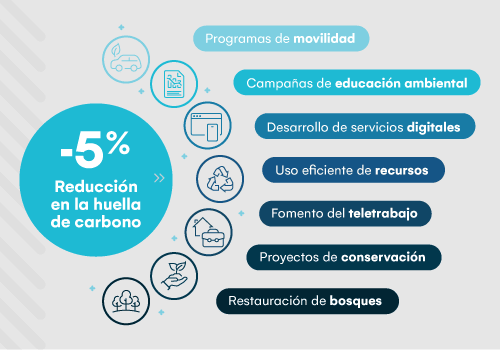 Programas de movilidad
Campañas de educación ambiental
Desarrollo de servicios digitales
-5%
Reducción
en la huella
de carbono
Uso eficiente de recursos
Fomento del teletrabajo
Proyectos de conservación
Restauración de bosques